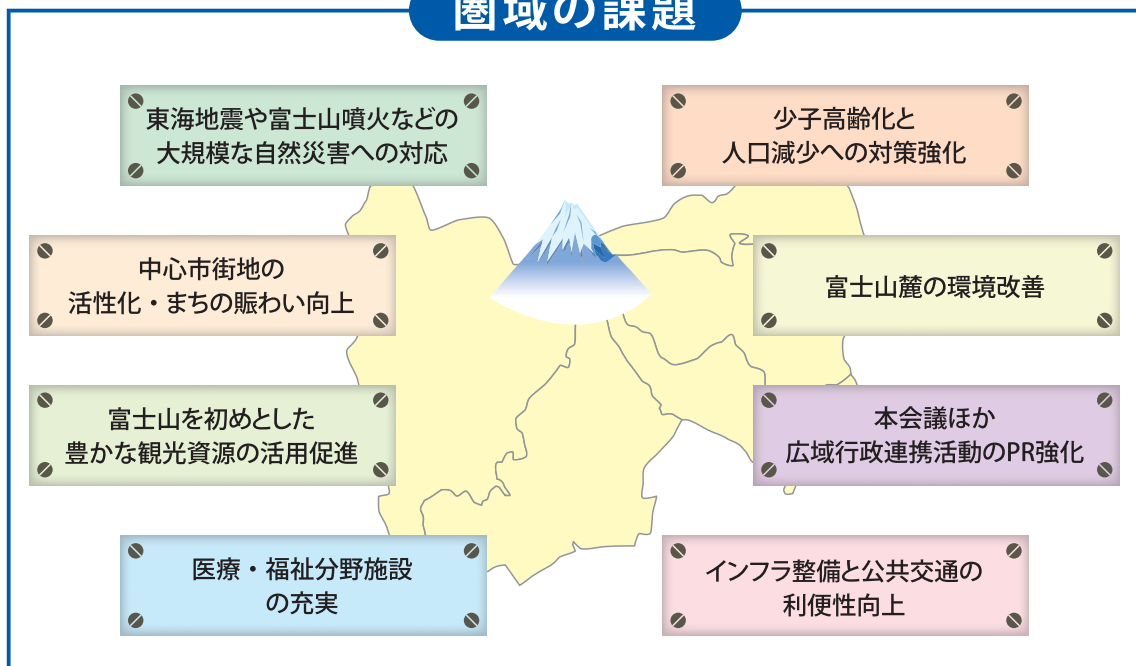 圏域の課題
東海地震や富士山噴火などの
大規模な自然災害への対応
少子高齢化と
人口減少への対策強化
中心市街地の
活性化・まちの賑わい向上
富士山麓の環境改善
富士山を初めとした
豊かな観光資源の活用促進
本会議ほか
広域行政連携活動のPR強化
医療・福祉分野施設
の充実
インフラ整備と公共交通の
利便性向上